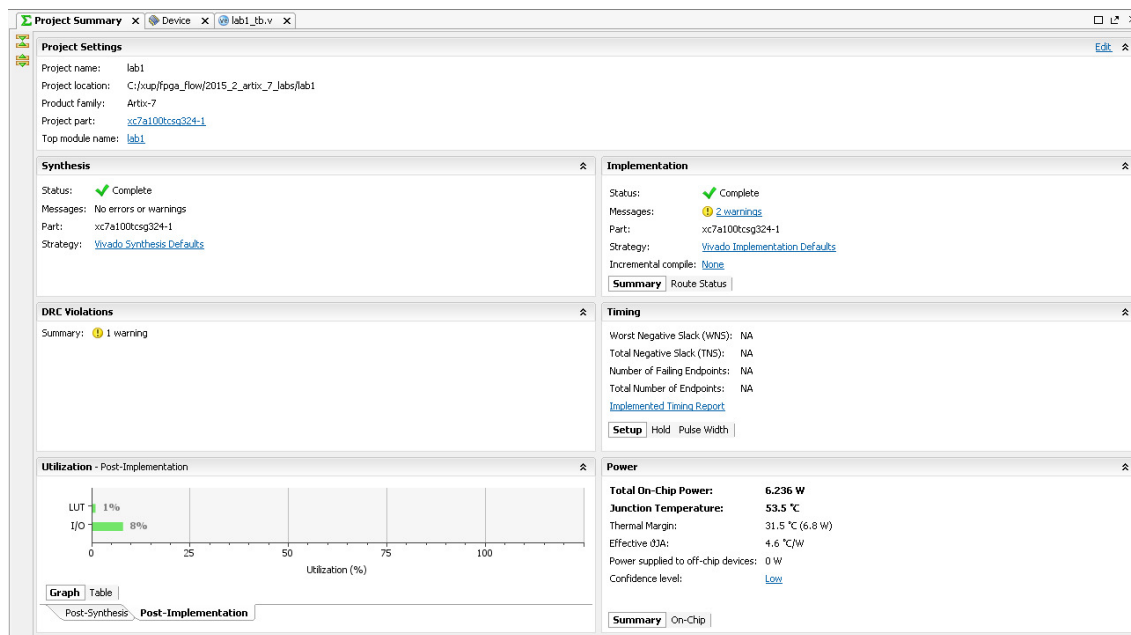 Project Summary
Device
lab1_tb.v
Project Settings
Edit
Project name: lab1
Project location: C:/xup/fpga_flow/2015_2_artix_7_labs/lab1
Product family: Artix-7
Project part: xc7a100tcsg324-1
Top module name: lab1
Synthesis
Status: Complete
Messages: No errors or warnings
Part: xc7a100tcsg324-1
Strategy: Vivado Synthesis Defaults
Implementation
Status: Complete
Messages: 2 warnings
Part: xc7a100tcsg324-1
Strategy: Vivado Implementation Defaults
Incremental compile: None
Summary Route Status
DRC Violations
Summary: 1 warning
Timing
Worst Negative Slack (WNS): NA
Total Negative Slack (TNS): NA
Number of Failing Endpoints: NA
Total Number of Endpoints: NA
Implemented Timing Report
Setup Hold Pulse Width
Utilization - Post-Implementation
LUT 1%
I/O 8%
0 25 50 75 100
Utilization (%)
Graph Table
Post-Synthesis Post-Implementation
Power
Total On-Chip Power: 6.236 W
Junction Temperature: 53.5 °C
Thermal Margin: 31.5 °C (6.8 W)
Effective ϑJA: 4.6 °C/W
Power supplied to off-chip devices: 0 W
Confidence level: Low
Summary On-Chip